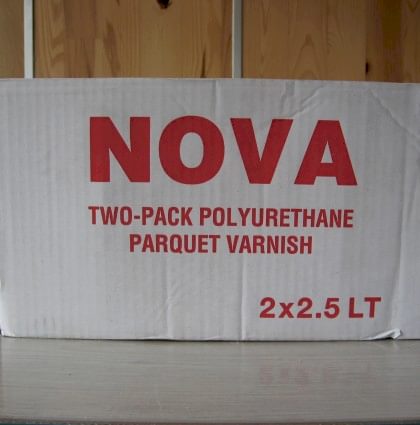 NOVA
TWO-PACK POLYURETHANE
PARQUET VARNISH
2x2.5 LT